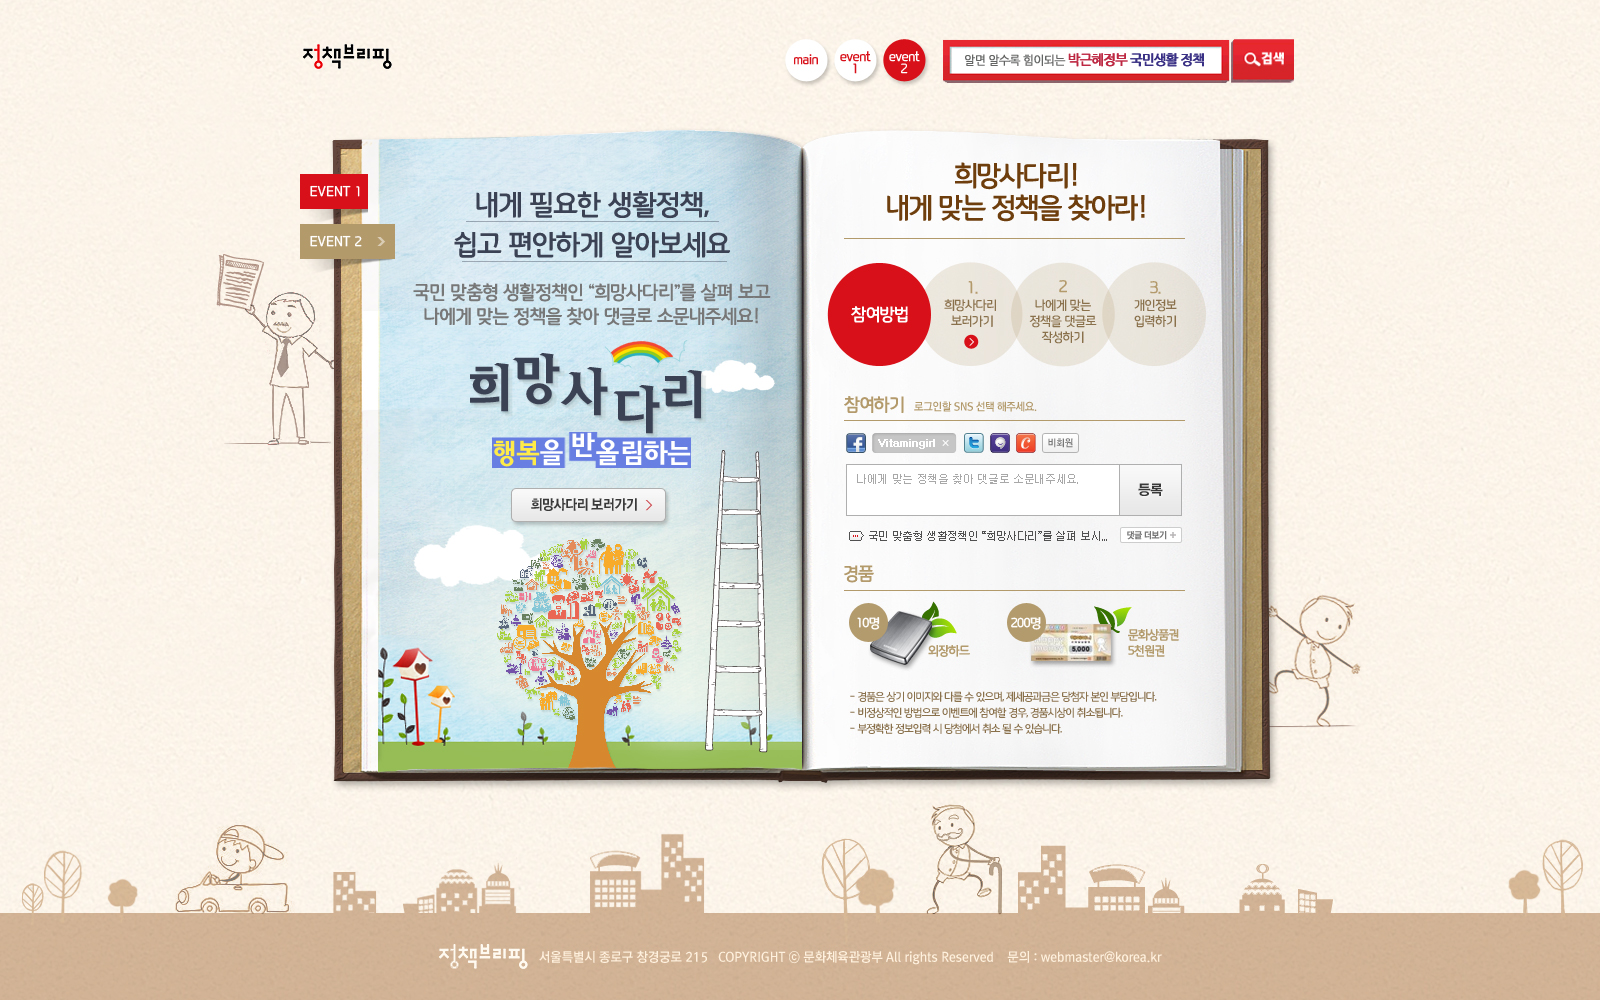 정책브리핑
main
event
1
event
2
알면 알수록 힘이되는 박근혜정부 국민생활 정책
검색
EVENT 1
EVENT 2
내게 필요한 생활정책,
쉽고 편안하게 알아보세요
국민 맞춤형 생활정책인 “희망사다리”를 살펴 보고
나에게 맞는 정책을 찾아 댓글로 소문내주세요!
희망사다리
행복을 반올림하는
희망사다리 보러가기
희망사다리!
내게 맞는 정책을 찾아라!
참여방법
1.
희망사다리
보러가기
2
나에게 맞는
정책을 댓글로
작성하기
3.
개인정보
입력하기
참여하기 로그인할 SNS 선택 해주세요.
Vitamingirl
비회원
나에게 맞는 정책을 찾아 댓글로 소문내주세요.
등록
국민 맞춤형 생활정책인 “희망사다리”를 살펴 보시...
댓글 더보기 +
경품
10명
외장하드
200명
5,000
문화상품권
5천원권
- 경품은 상기 이미지와 다를 수 있으며, 제세공과금은 당첨자 본인 부담입니다.
- 비정상적인 방법으로 이벤트에 참여할 경우, 경품시상이 취소됩니다.
- 부정확한 정보입력 시 당첨에서 취소 될 수 있습니다.
정책브리핑 서울특별시 종로구 창경궁로 215 COPYRIGHT ⓒ 문화체육관광부 All rights Reserved 문의 : webmaster@korea.kr